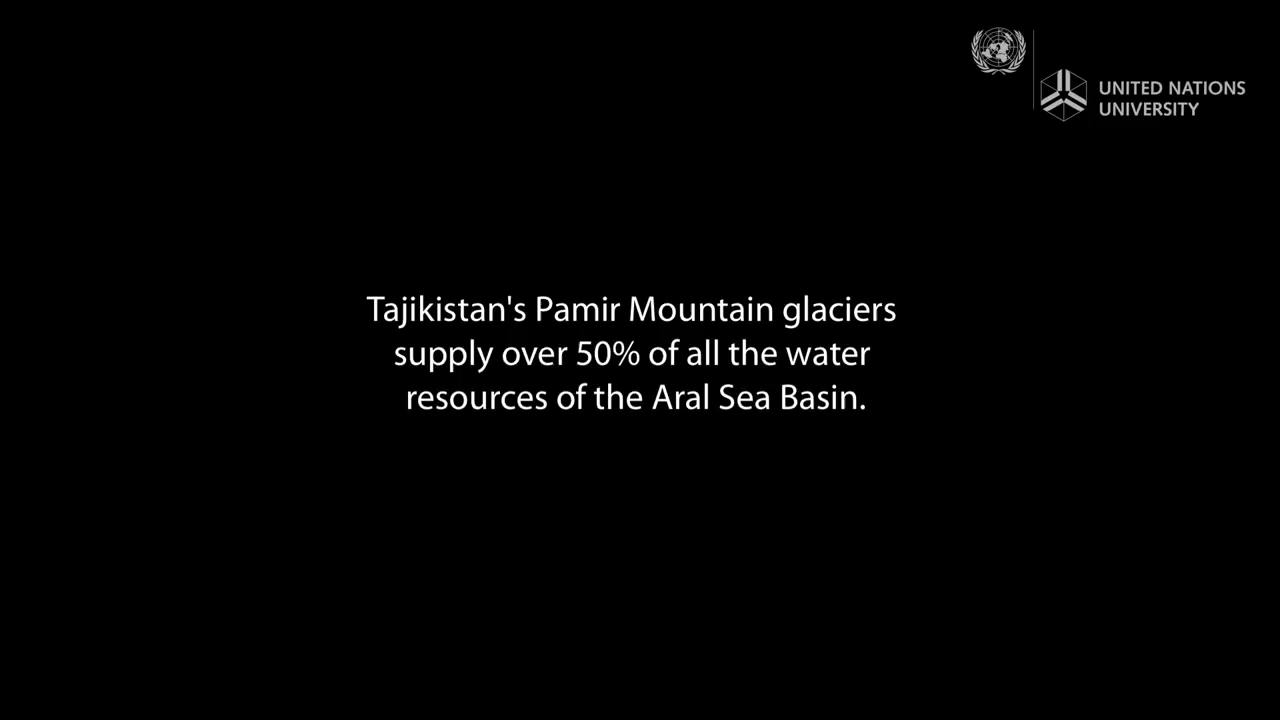 UNITED NATIONS
UNIVERSITY
Tajikistan's Pamir Mountain glaciers
supply over 50% of all the water
resources of the Aral Sea Basin.